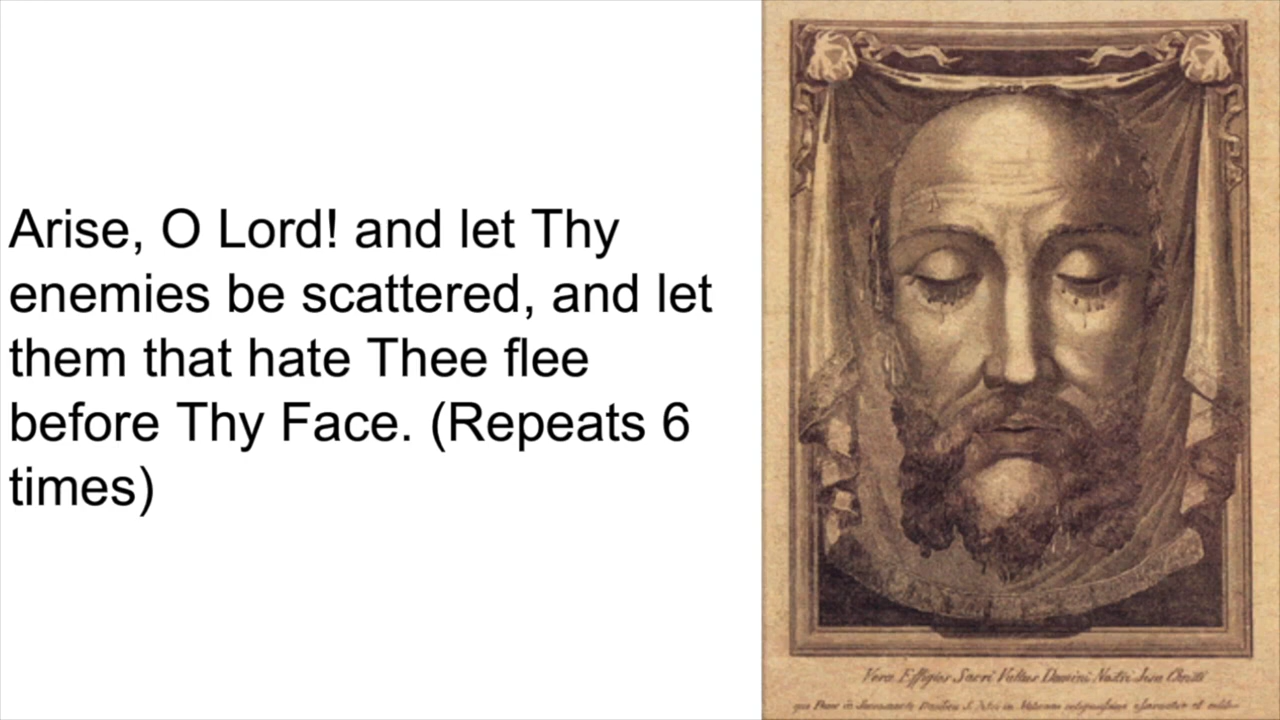 Arise, O Lord! and let Thy
enemies be scattered, and let
them that hate Thee flee
before Thy Face. (Repeats 6
times)
Vera Effigies Sacri Vultus Domini Nostri Jesu Christi